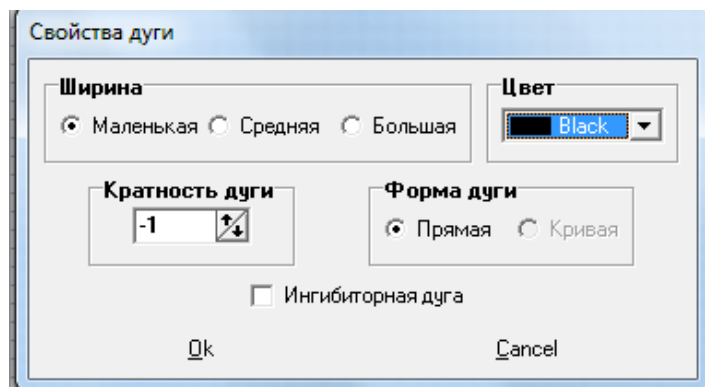 Свойства дуги
Ширина
Маленькая Средняя Большая
Цвет
Black
Кратность дуги
-1
Форма дуги
Прямая Кривая
Ингибиторная дуга
Ok Cancel